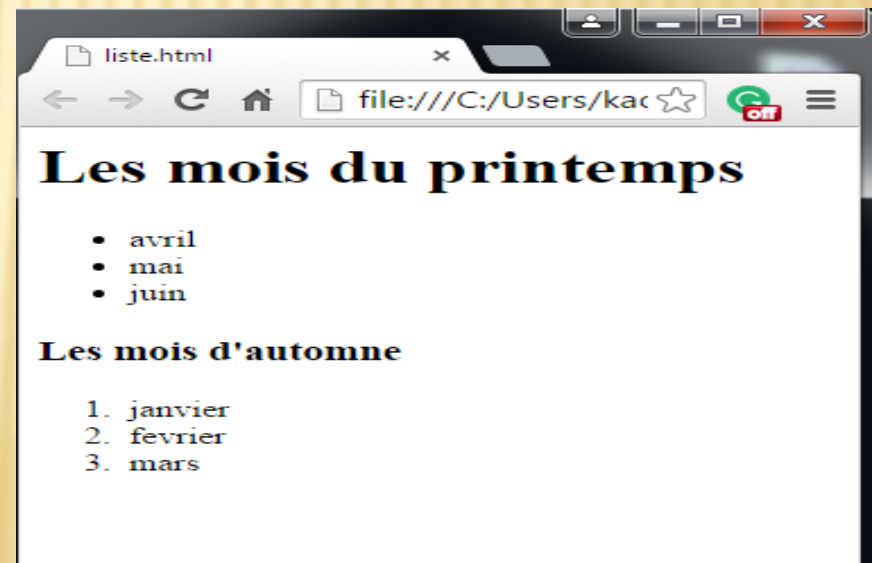 liste.html
file:///C:/Users/kac
off
Les mois du printemps
• avril
• mai
• juin
Les mois d'automne
1. janvier
2. fevrier
3. mars